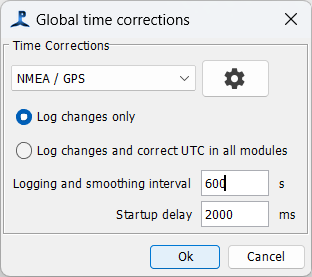 Global time corrections
Time Corrections
NMEA / GPS
Log changes only
Log changes and correct UTC in all modules
Logging and smoothing interval 600 s
Startup delay 2000 ms
Ok Cancel